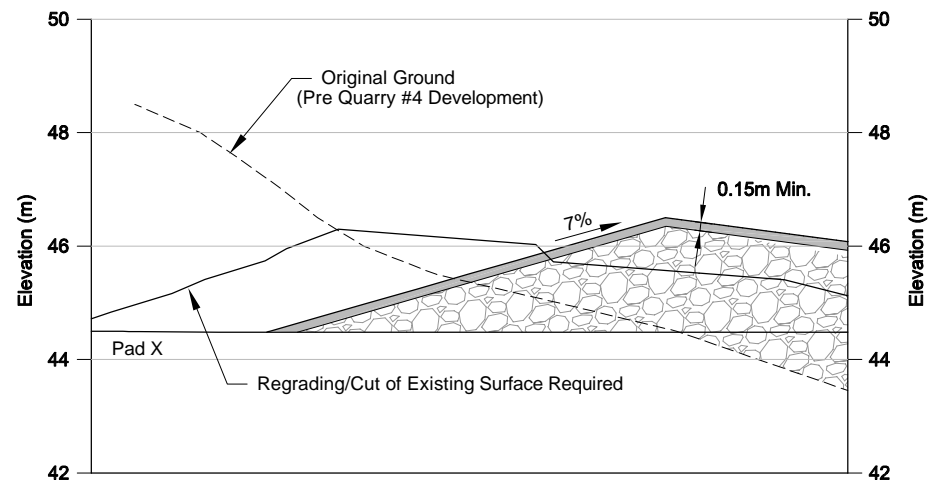 50
50
Original Ground
(Pre Quarry #4 Development)
48
48
0.15m Min.
7%
Elevation (m)
Elevation (m)
46
46
Pad X
44
44
Regrading/Cut of Existing Surface Required
42
42